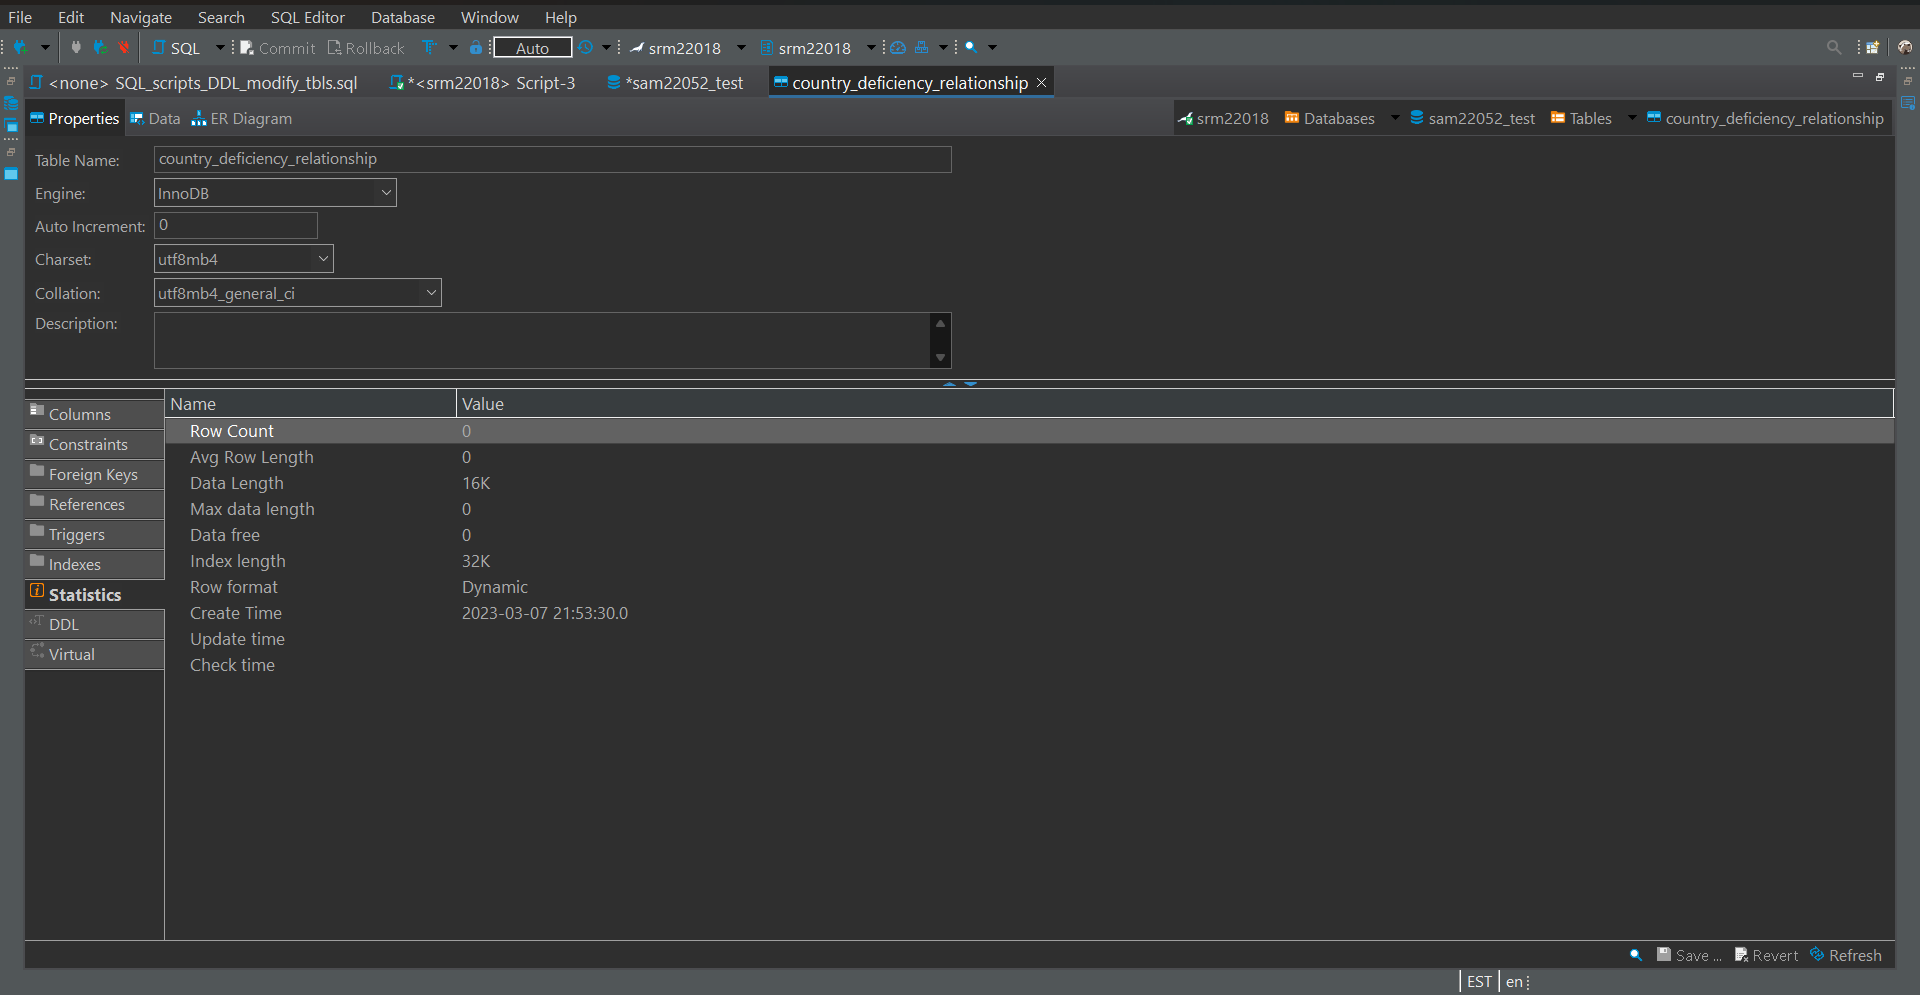 File Edit Navigate Search SQL Editor Database Window Help
SQL Commit Rollback Auto srm22018 srm22018
<none> SQL_scripts_DDL_modify_tbls.sql *<srm22018> Script-3 *sam22052_test country_deficiency_relationship
Properties Data ER Diagram srm22018 Databases sam22052_test Tables country_deficiency_relationship
Table Name: country_deficiency_relationship
Engine: InnoDB
Auto Increment: 0
Charset: utf8mb4
Collation: utf8mb4_general_ci
Description:
Columns
Constraints
Foreign Keys
References
Triggers
Indexes
Statistics
DDL
Virtual
Name Value
Row Count 0
Avg Row Length 0
Data Length 16K
Max data length 0
Data free 0
Index length 32K
Row format Dynamic
Create Time 2023-03-07 21:53:30.0
Update time
Check time
Save ... Revert Refresh
EST en